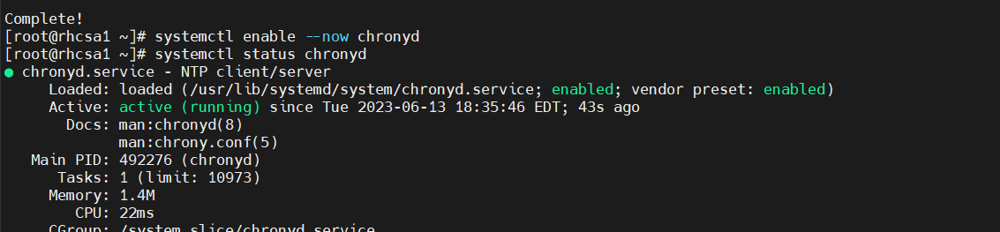 Complete!
[root@rhcsa1 ~]# systemctl enable --now chronyd
[root@rhcsa1 ~]# systemctl status chronyd
● chronyd.service - NTP client/server
     Loaded: loaded (/usr/lib/systemd/system/chronyd.service; enabled; vendor preset: enabled)
     Active: active (running) since Tue 2023-06-13 18:35:46 EDT; 43s ago
       Docs: man:chronyd(8)
             man:chrony.conf(5)
   Main PID: 492276 (chronyd)
      Tasks: 1 (limit: 10973)
     Memory: 1.4M
        CPU: 22ms
     CGroup: /system.slice/chronyd.service